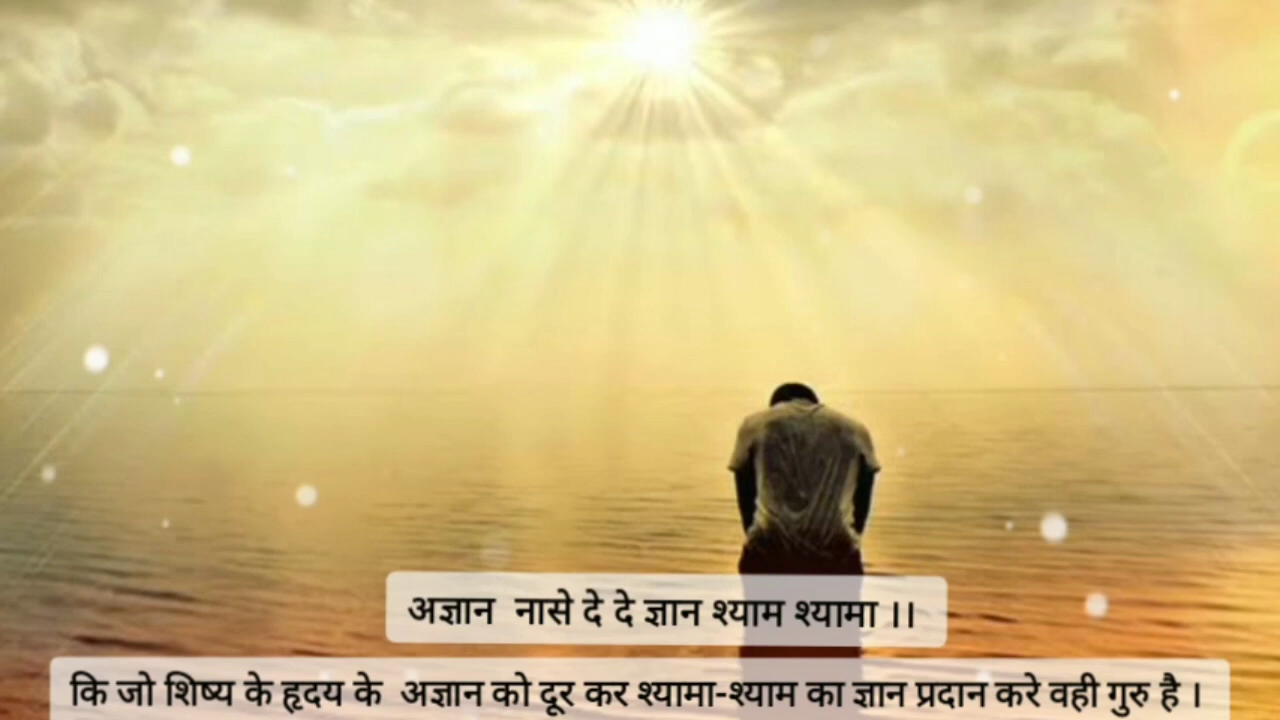 अज्ञान नासे दे दे ज्ञान श्याम श्यामा ।।
कि जो शिष्य के हृदय के अज्ञान को दूर कर श्यामा-श्याम का ज्ञान प्रदान करे वही गुरु है ।